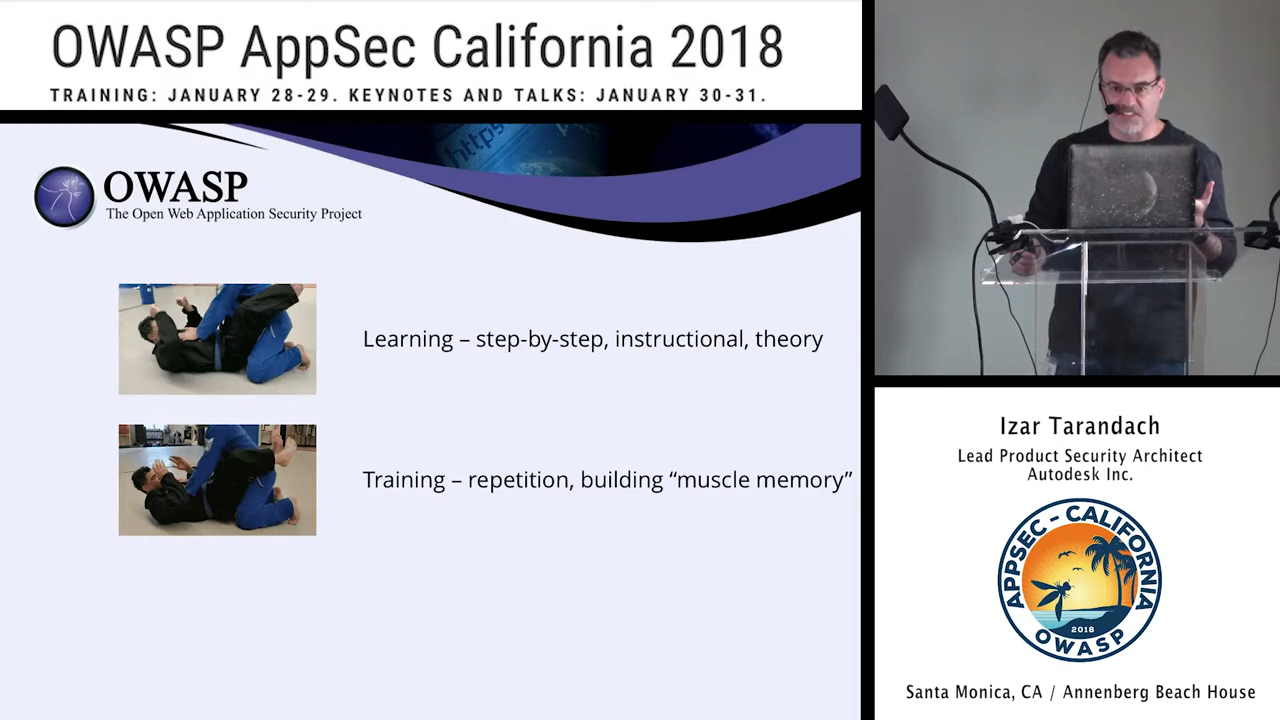 OWASP AppSec California 2018
TRAINING: JANUARY 28-29. KEYNOTES AND TALKS: JANUARY 30-31.
https
OWASP
The Open Web Application Security Project
Learning – step-by-step, instructional, theory
Training – repetition, building “muscle memory”
Izar Tarandach
Lead Product Security Architect
Autodesk Inc.
APPSEC - CALIFORNIA
2018
OWASP
Santa Monica, CA / Annenberg Beach House